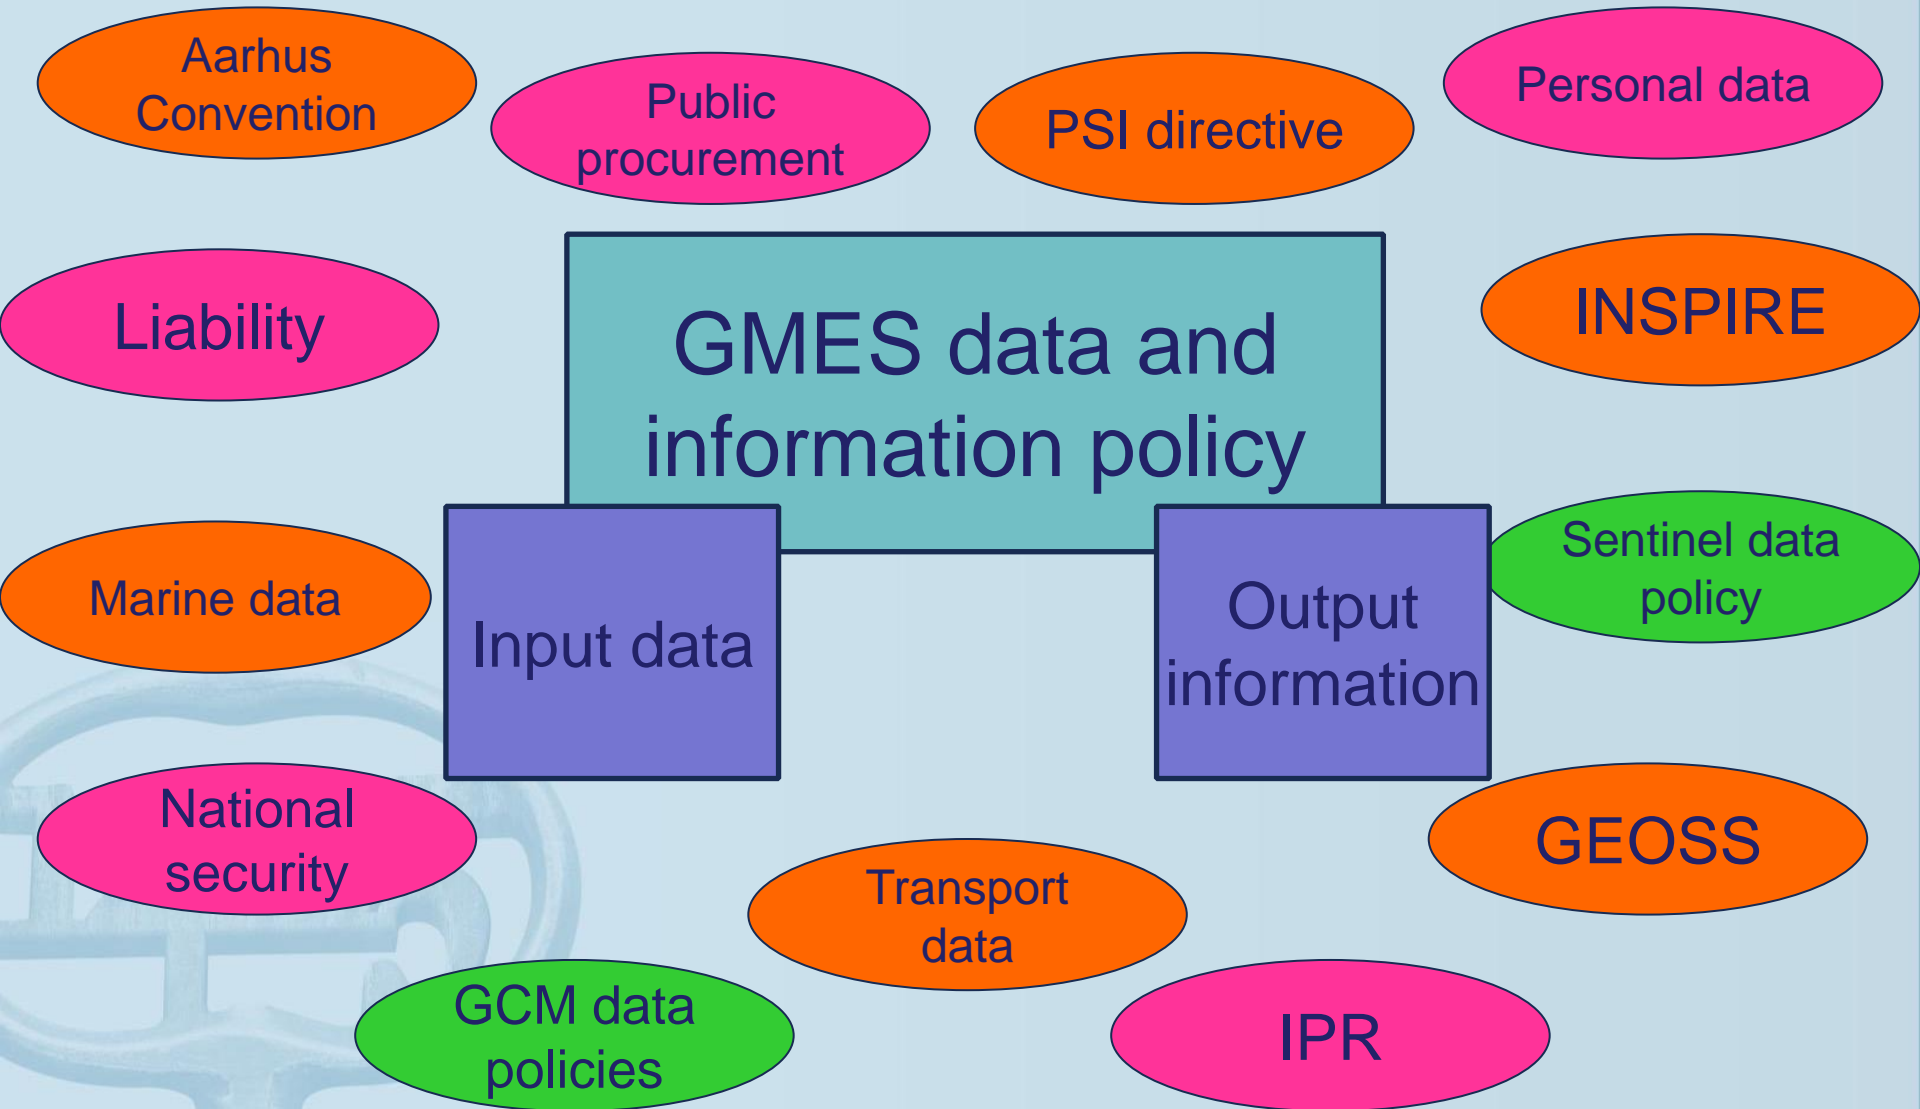 Aarhus
Convention
Public
procurement
PSI directive
Personal data
Liability
GMES data and
information policy
INSPIRE
Marine data
Input data
Output
information
Sentinel data
policy
National
security
Transport
data
GEOSS
GCM data
policies
IPR